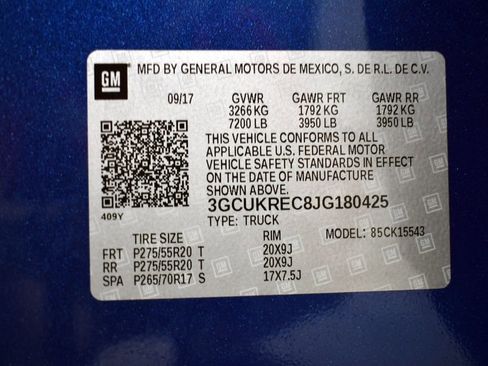 GM
MFD BY GENERAL MOTORS DE MEXICO, S. DE R.L. DE C.V.
09/17 GVWR GAWR FRT GAWR RR
3266 KG 1792 KG 1792 KG
7200 LB 3950 LB 3950 LB
THIS VEHICLE CONFORMS TO ALL
APPLICABLE U.S. FEDERAL MOTOR
VEHICLE SAFETY STANDARDS IN EFFECT
ON THE DATE OF MANUFACTURE
SHOWN ABOVE.
409Y
3GCUKREC8JG180425
TYPE: TRUCK
MODEL: 85CK15543
TIRE SIZE RIM
FRT P275/55R20 T 20X9J
RR P275/55R20 T 20X9J
SPA P265/70R17 S 17X7.5J